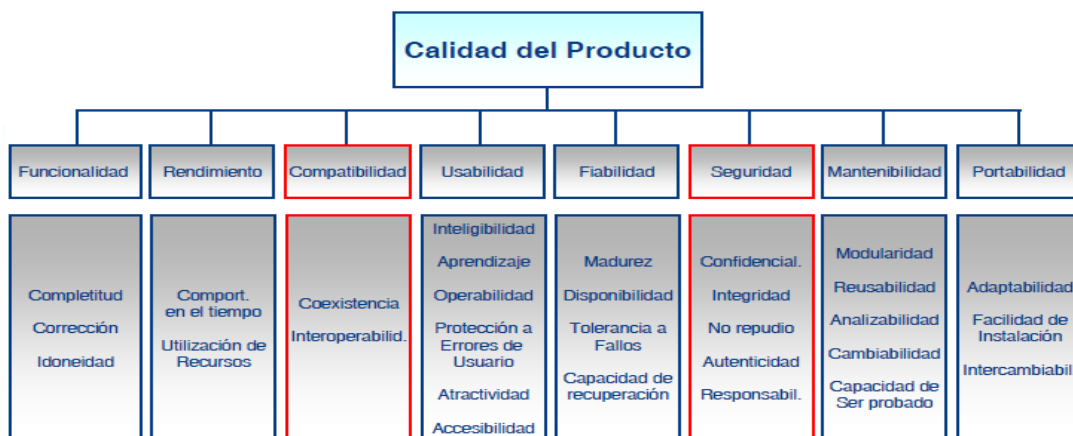 Calidad del Producto
Funcionalidad
Rendimiento
Compatibilidad
Usabilidad
Fiabilidad
Seguridad
Mantenibilidad
Portabilidad
Completitud
Corrección
Idoneidad
Comport.
en el tiempo
Utilización de
Recursos
Coexistencia
Interoperabilid.
Inteligibilidad
Aprendizaje
Operabilidad
Protección a
Errores de
Usuario
Atractividad
Accesibilidad
Madurez
Disponibilidad
Tolerancia a
Fallos
Capacidad de
recuperación
Confidencial.
Integridad
No repudio
Autenticidad
Responsabil.
Modularidad
Reusabilidad
Analizabilidad
Cambiabilidad
Capacidad de
Ser probado
Adaptabilidad
Facilidad de
Instalación
Intercambiabil